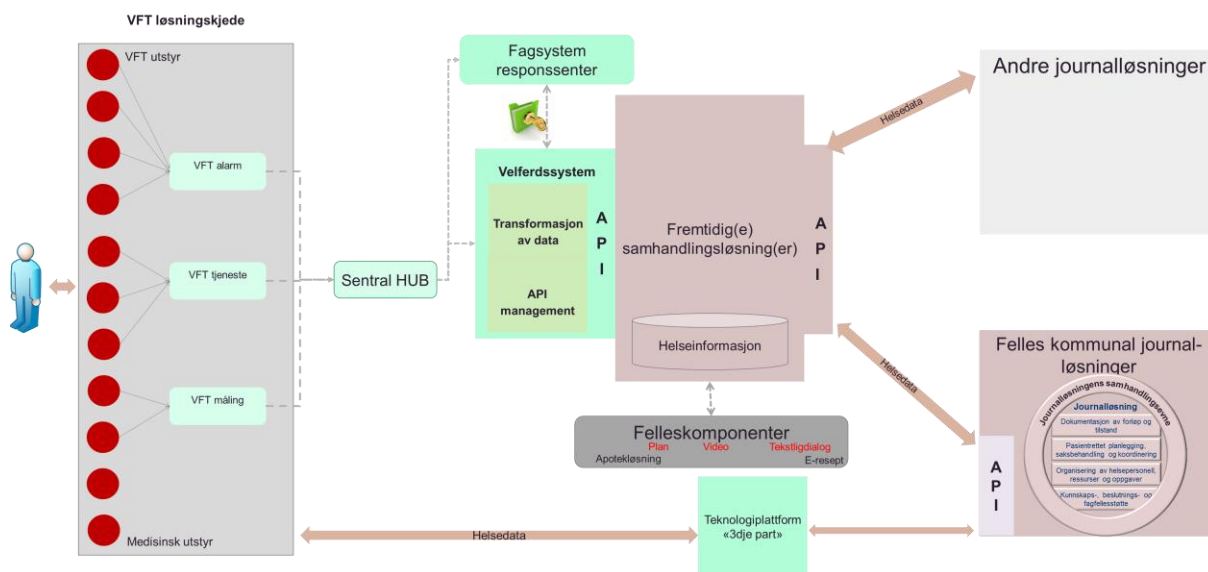 VFT løsningskjede
VFT utstyr
VFT alarm
VFT tjeneste
VFT måling
Medisinsk utstyr
Sentral HUB
Fagsystem
responssenter
Velferdssystem
Transformasjon
av data
API
management
A
P
I
Fremtidig(e)
samhandlingsløsning(er)
Helseinformasjon
A
P
I
Helsedata
Andre journalløsninger
Helsedata
Felleskomponenter
Plan
Video
Tekstligdialog
Apotekløsning
E-resept
Helsedata
Teknologiplattform
«3dje part»
Felles kommunal journal-
løsninger
A
P
I
Journalløsningens samhandlingsevne
Journalløsning
Dokumentasjon av forløp og
tilstand
Pasientrettet planlegging,
saksbehandling og koordinering
Organisering av helsepersonell,
ressurser og oppgaver
Kunnskaps-, beslutnings- og
fagfellesstøtte